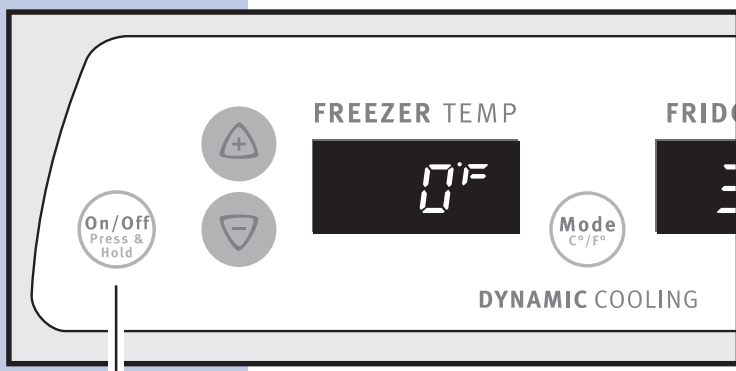 FREEZER TEMP
0°F
On/Off
Press &
Hold
Mode
C°/F°
DYNAMIC COOLING